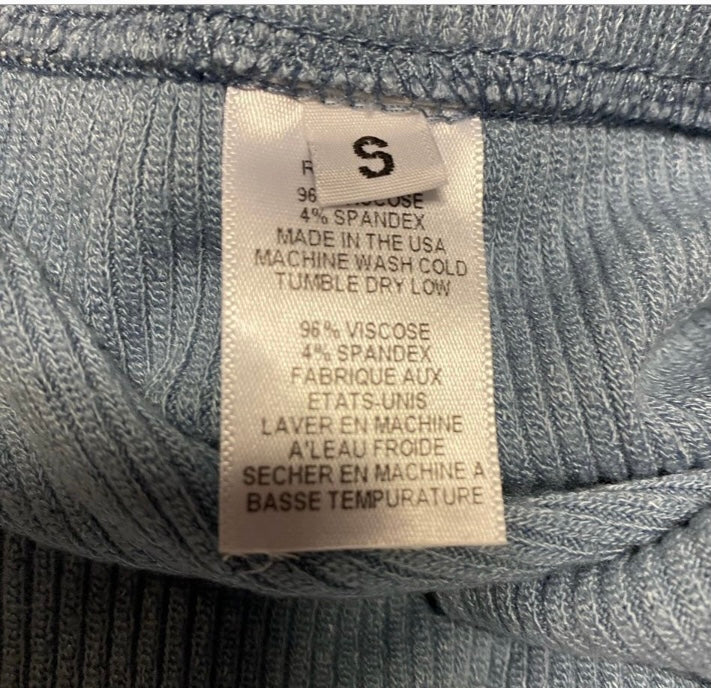 S
4% SPANDEX
MADE IN THE USA
MACHINE WASH COLD
TUMBLE DRY LOW
96% VISCOSE
4% SPANDEX
FABRIQUE AUX
ETATS-UNIS
LAVER EN MACHINE
A'LEAU FROIDE
SECHER EN MACHINE A
BASSE TEMPURATURE